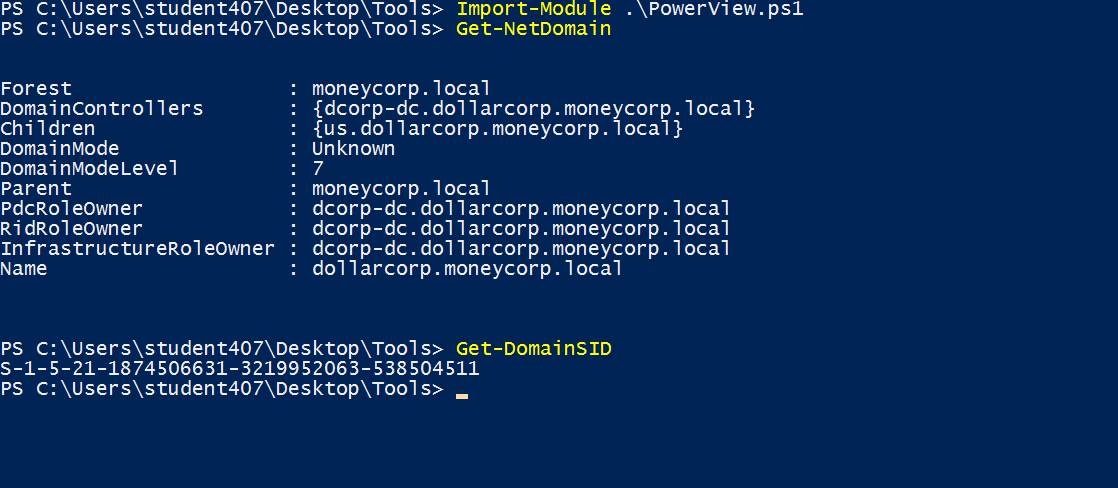 PS C:\Users\student407\Desktop\Tools> Import-Module .\PowerView.ps1
PS C:\Users\student407\Desktop\Tools> Get-NetDomain
Forest                  : moneycorp.local
DomainControllers       : {dcorp-dc.dollarcorp.moneycorp.local}
Children                : {us.dollarcorp.moneycorp.local}
DomainMode              : Unknown
DomainModeLevel         : 7
Parent                  : moneycorp.local
PdcRoleOwner            : dcorp-dc.dollarcorp.moneycorp.local
RidRoleOwner            : dcorp-dc.dollarcorp.moneycorp.local
InfrastructureRoleOwner : dcorp-dc.dollarcorp.moneycorp.local
Name                    : dollarcorp.moneycorp.local
PS C:\Users\student407\Desktop\Tools> Get-DomainSID
S-1-5-21-1874506631-3219952063-538504511
PS C:\Users\student407\Desktop\Tools>